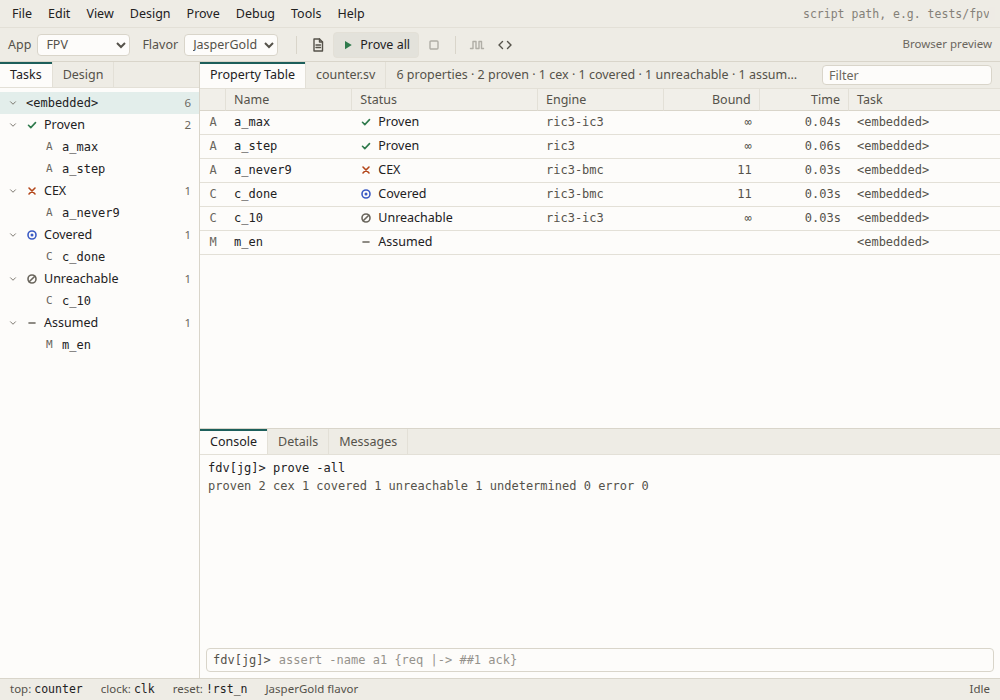 File Edit View Design Prove Debug Tools Help script path, e.g. tests/fpv
App FPV Flavor JasperGold Prove all Browser preview
Tasks Design
<embedded> 6
Proven 2
A a_max
A a_step
CEX 1
A a_never9
Covered 1
C c_done
Unreachable 1
C c_10
Assumed 1
M m_en
Property Table counter.sv 6 properties · 2 proven · 1 cex · 1 covered · 1 unreachable · 1 assum... Filter
Name Status Engine Bound Time Task
A a_max Proven ric3-ic3 ∞ 0.04s <embedded>
A a_step Proven ric3 ∞ 0.06s <embedded>
A a_never9 CEX ric3-bmc 11 0.03s <embedded>
C c_done Covered ric3-bmc 11 0.03s <embedded>
C c_10 Unreachable ric3-ic3 ∞ 0.03s <embedded>
M m_en Assumed <embedded>
Console Details Messages
fdv[jg]> prove -all
proven 2 cex 1 covered 1 unreachable 1 undetermined 0 error 0
fdv[jg]> assert -name a1 {req |-> ##1 ack}
top: counter clock: clk reset: !rst_n JasperGold flavor Idle